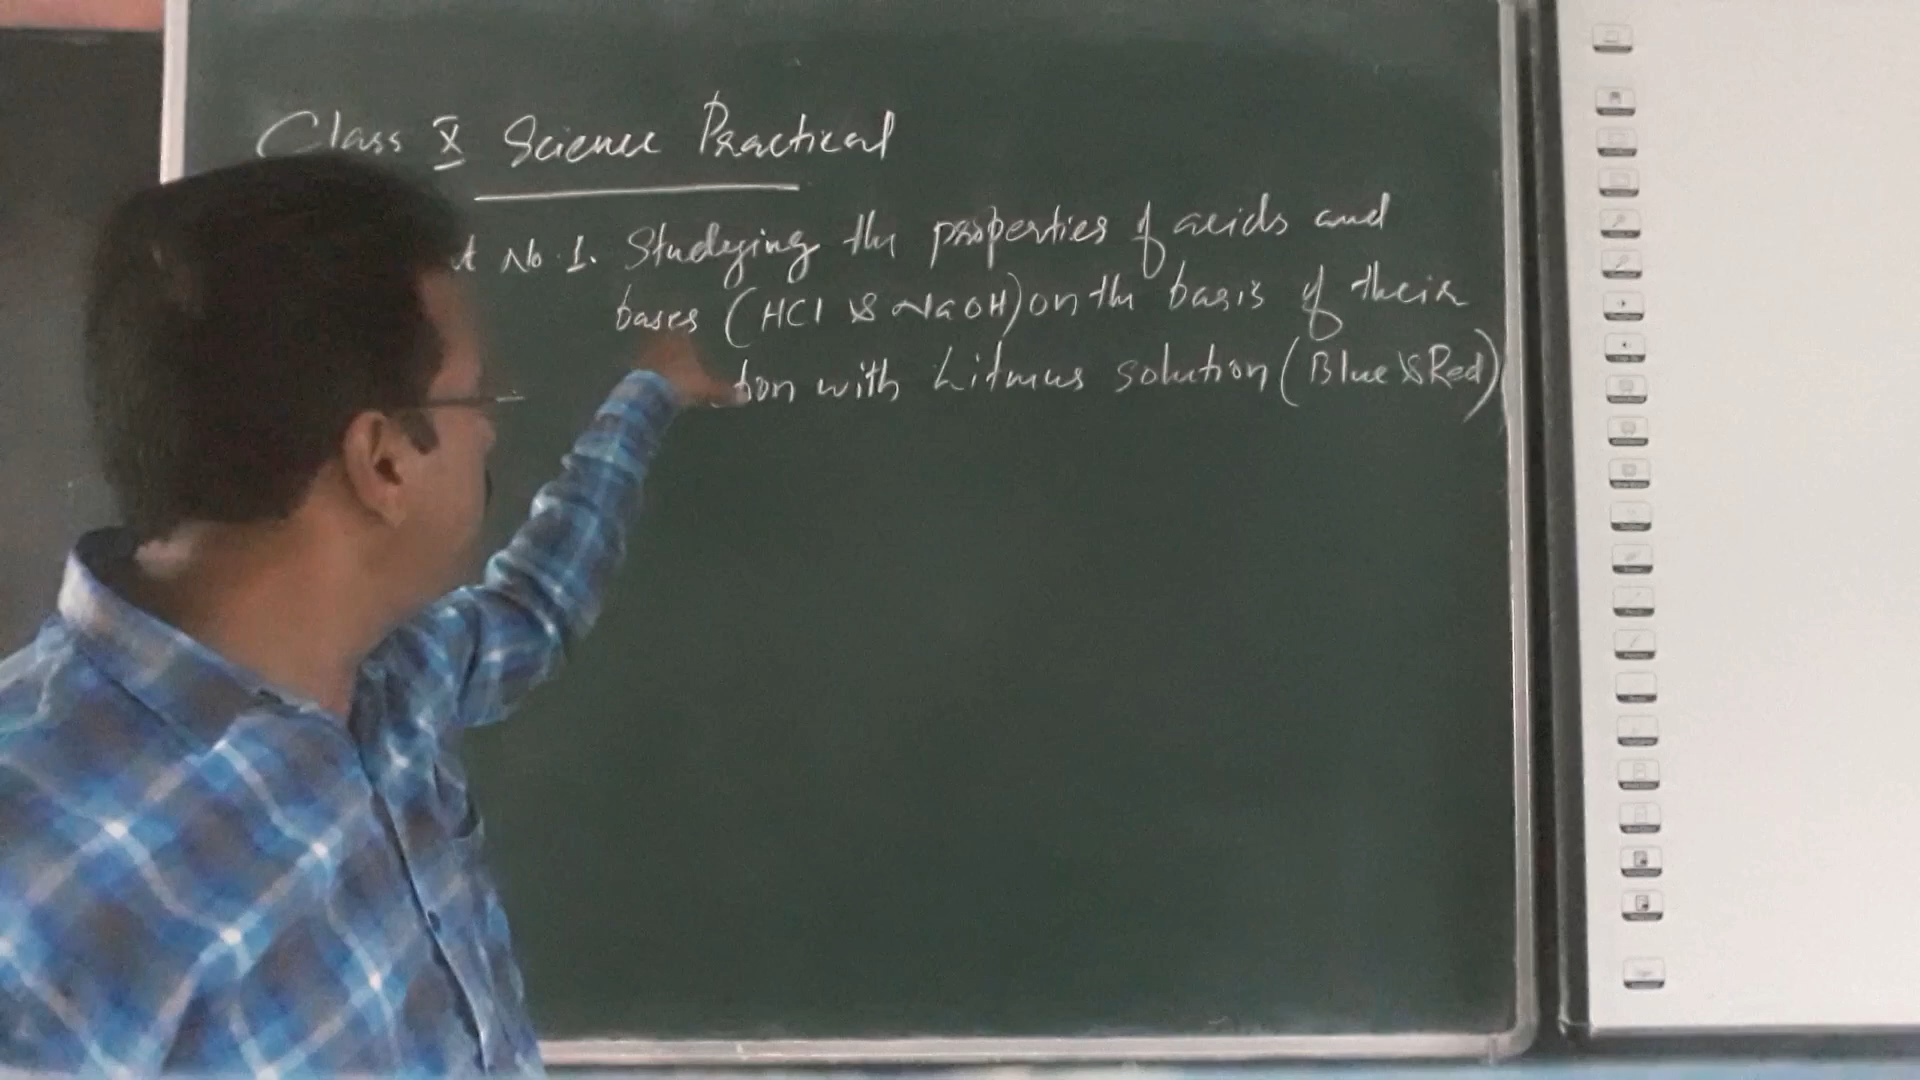 Class X Science Practical
No. 1. Studying the properties of acids and
bases (HCl & NaOH) on the basis of their
with Litmus solution (Blue & Red)